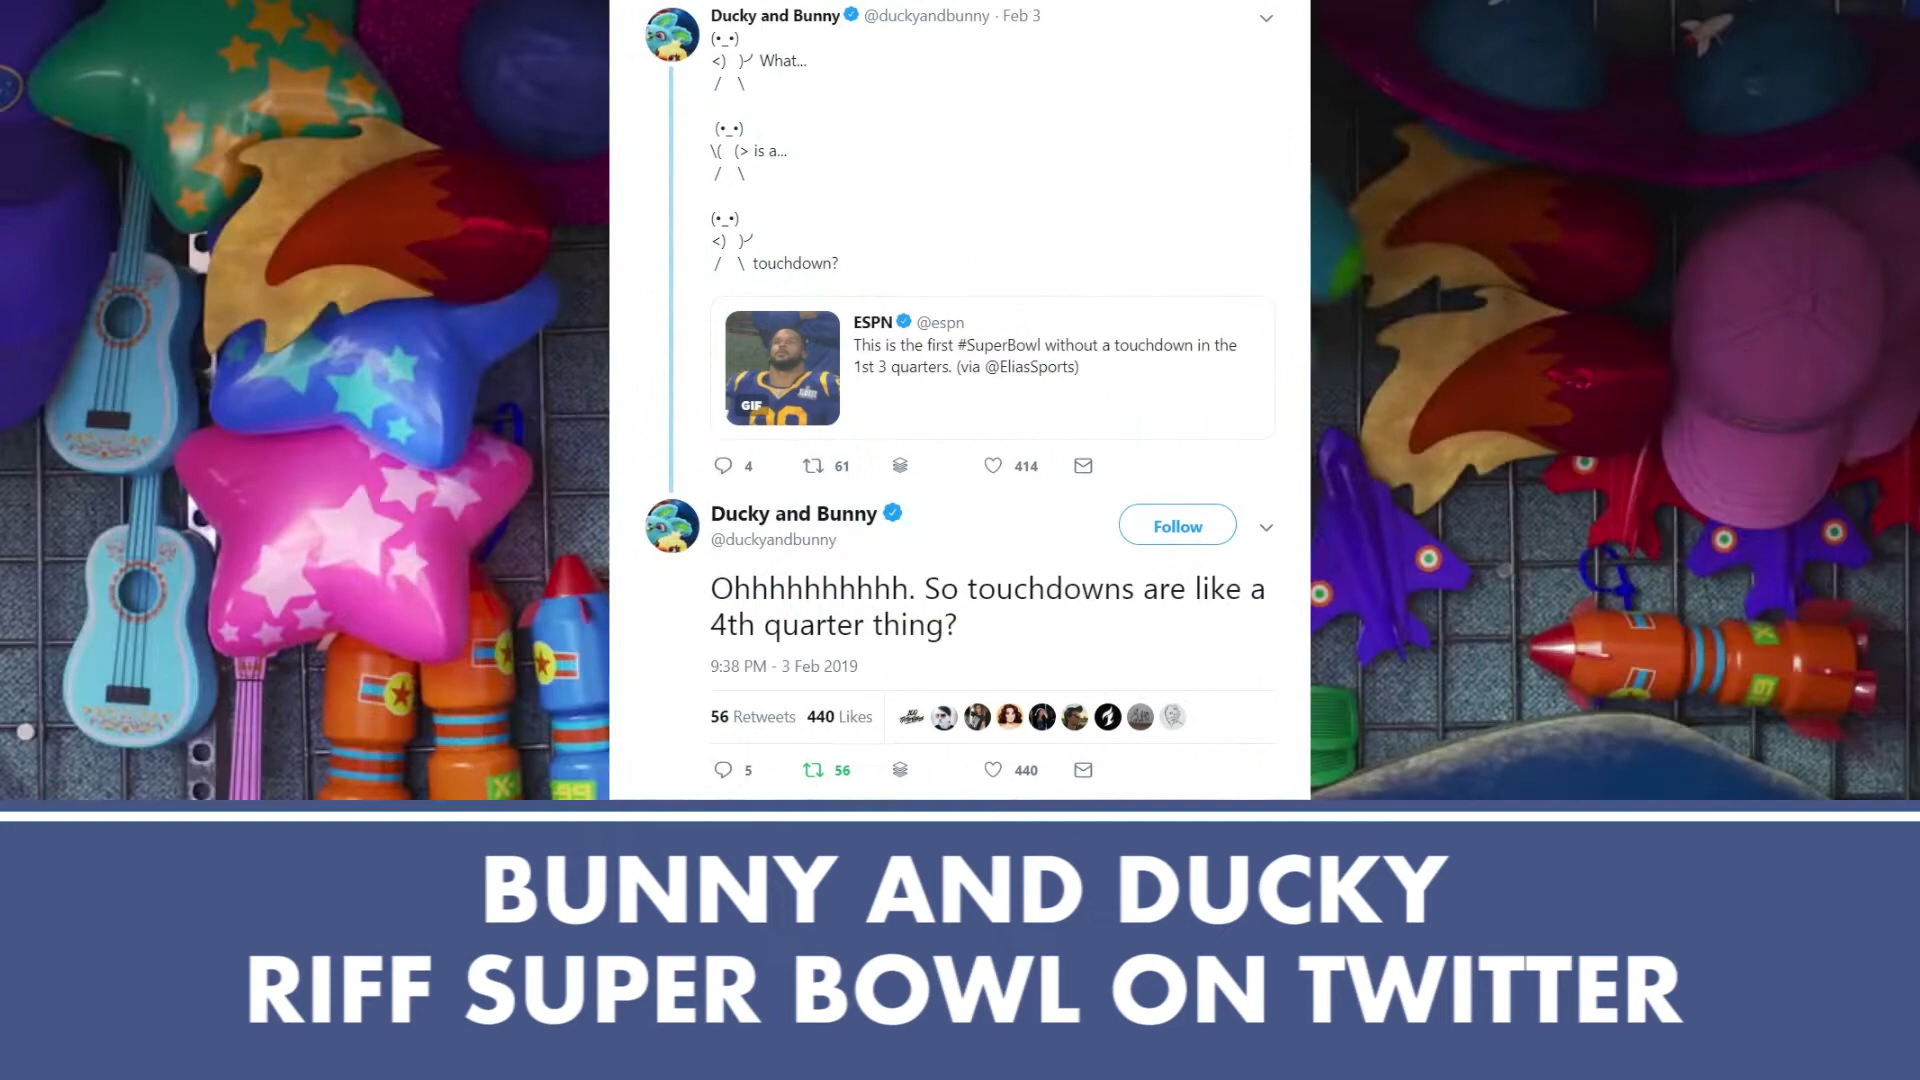 Ducky and Bunny @duckyandbunny · Feb 3
(•_•)
<) )╯ What...
/ \
(•_•)
\( (> is a...
/ \
(•_•)
<) )╯
/ \ touchdown?
ESPN @espn
This is the first #SuperBowl without a touchdown in the
1st 3 quarters. (via @EliasSports)
GIF
4 61 414
Ducky and Bunny
@duckyandbunny
Follow
Ohhhhhhhhhh. So touchdowns are like a
4th quarter thing?
9:38 PM - 3 Feb 2019
56 Retweets 440 Likes
5 56 440
BUNNY AND DUCKY
RIFF SUPER BOWL ON TWITTER